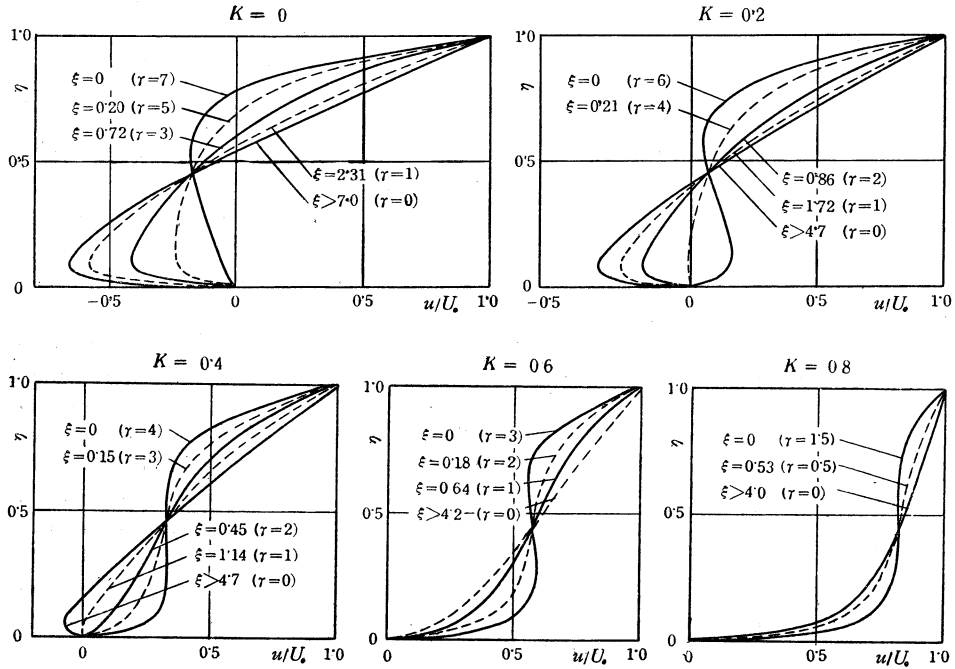 K = 0
1·0
η
0·5
0
ξ=0 (γ=7)
ξ=0·20 (γ=5)
ξ=0·72 (γ=3)
ξ=2·31 (γ=1)
ξ>7·0 (γ=0)
−0·5 0 0·5 u/U₀ 1·0
K = 0·2
1·0
η
0·5
0
ξ=0 (γ=6)
ξ=0·21 (γ=4)
ξ=0·86 (γ=2)
ξ=1·72 (γ=1)
ξ>4·7 (γ=0)
−0·5 0 0·5 u/U₀ 1·0
K = 0·4
1·0
η
0·5
0
ξ=0 (γ=4)
ξ=0·15 (γ=3)
ξ=0·45 (γ=2)
ξ=1·14 (γ=1)
ξ>4·7 (γ=0)
0 0·5 u/U₀ 1·0
K = 0 6
1·0
η
0·5
0
ξ=0 (γ=3)
ξ=0·18 (γ=2)
ξ=0 64 (γ=1)
ξ>4·2 (γ=0)
0 0·5 u/U₀ 1·0
K = 0 8
1·0
η
0·5
0
ξ=0 (γ=1·5)
ξ=0·53 (γ=0·5)
ξ>4·0 (γ=0)
0 0·5 u/U₀ 1·0